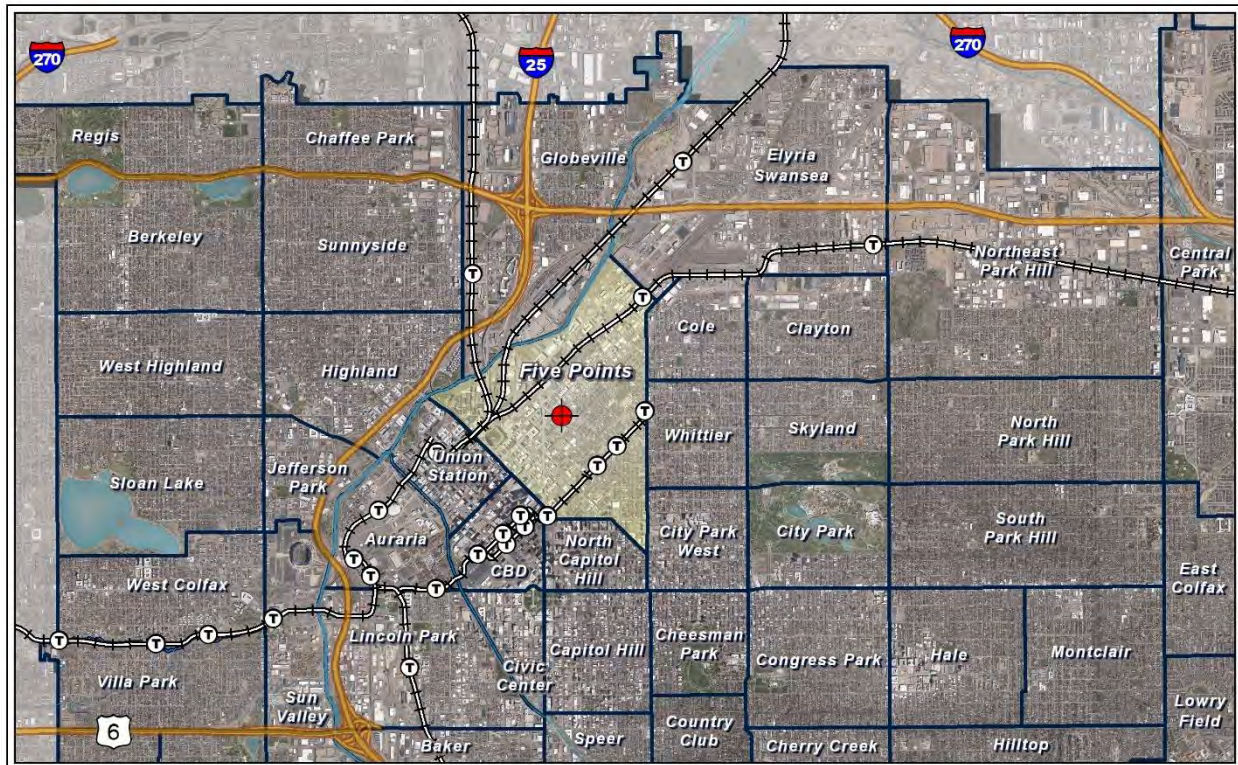 270
25
270
Regis
Chaffee Park
Globeville
Elyria
Swansea
T
Berkeley
Sunnyside
T
T
Northeast
Park Hill
Central
Park
T
Cole
Clayton
West Highland
Highland
Five Points
T
Whittier
Skyland
North
Park Hill
T
T
T
Union
Station
Jefferson
Park
Sloan Lake
T
Auraria
T
T
T
T
T
T
T
CBD
North
Capitol
Hill
City Park
West
City Park
South
Park Hill
T
T
T
West Colfax
East
Colfax
T
T
T
T
Lincoln Park
Capitol Hill
Cheesman
Park
Congress Park
Hale
Montclair
T
Civic
Center
Villa Park
Sun
Valley
6
Baker
Speer
Country
Club
Cherry Creek
Hilltop
Lowry
Field